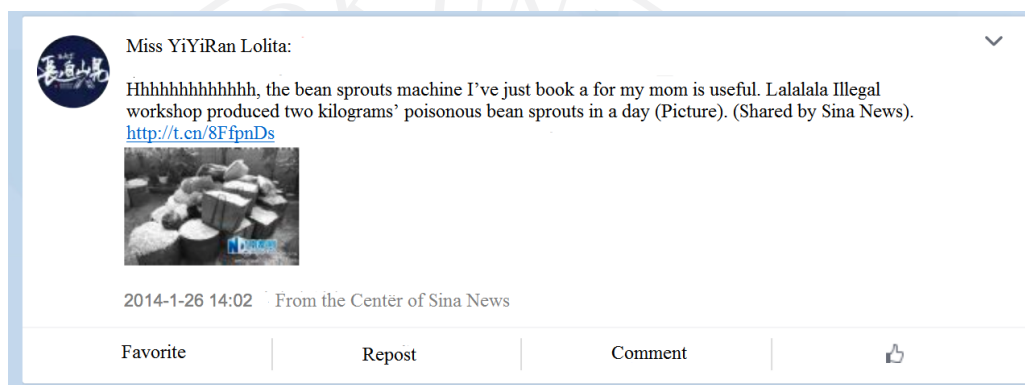 Miss YiYiRan Lolita:
Hhhhhhhhhhhhh, the bean sprouts machine I've just book a for my mom is useful. Lalalala Illegal
workshop produced two kilograms' poisonous bean sprouts in a day (Picture). (Shared by Sina News).
http://t.cn/8FfpnDs
2014-1-26 14:02 From the Center of Sina News
Favorite Repost Comment